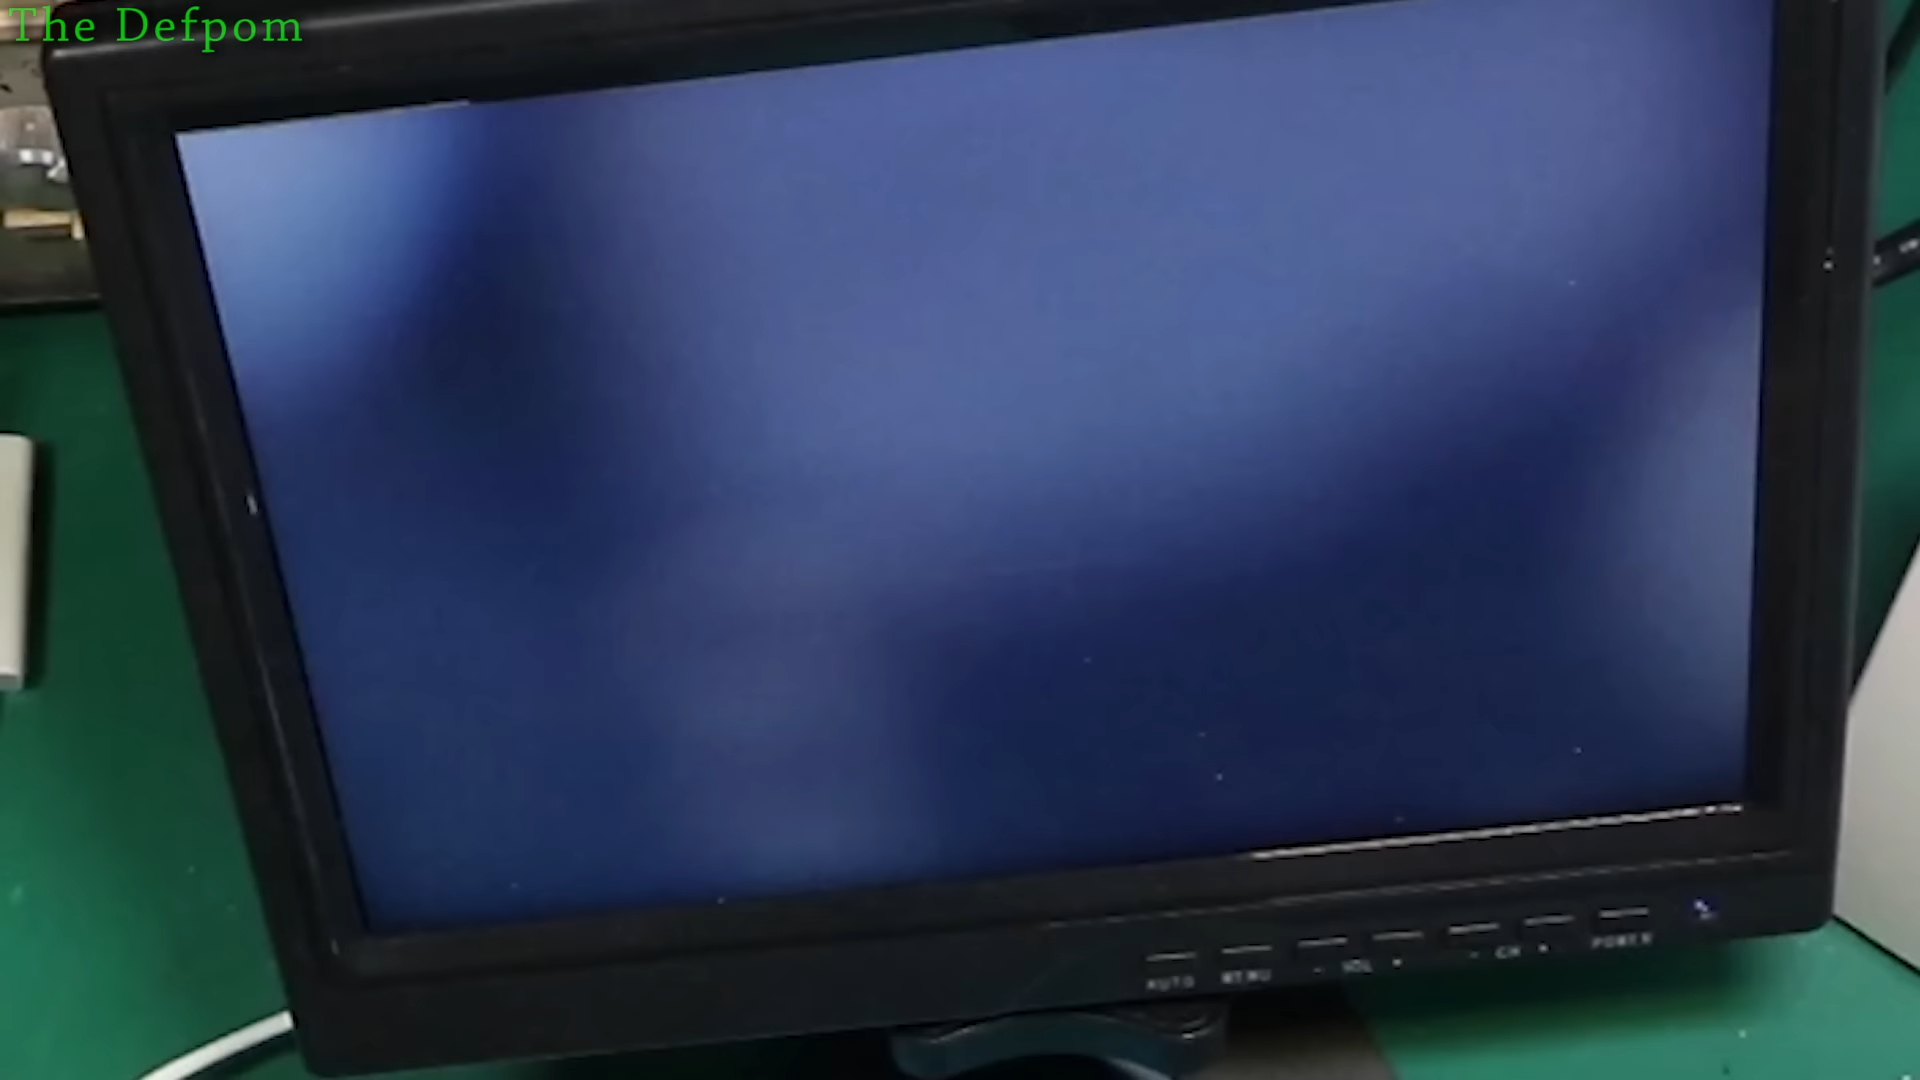 The Defpom
AUTO MENU - VOL + - CH + POWER